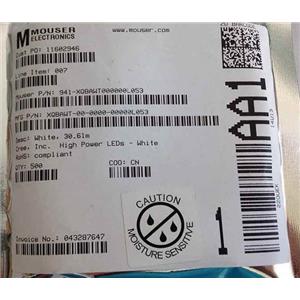 MOUSER
ELECTRONICS
www.mouser.com
Cust PO: 11602946
Line Item: 007
Mouser P/N: 941-XQBAWT000000L053
MFG P/N: XQBAWT-00-0000-00000L053
Desc: White, 30.6lm
Cree, Inc. High Power LEDs - White
RoHS: compliant
QTY: 500
COO: CN
Invoice No.: 043287647
CAUTION
MOISTURE SENSITIVE
AA1
1